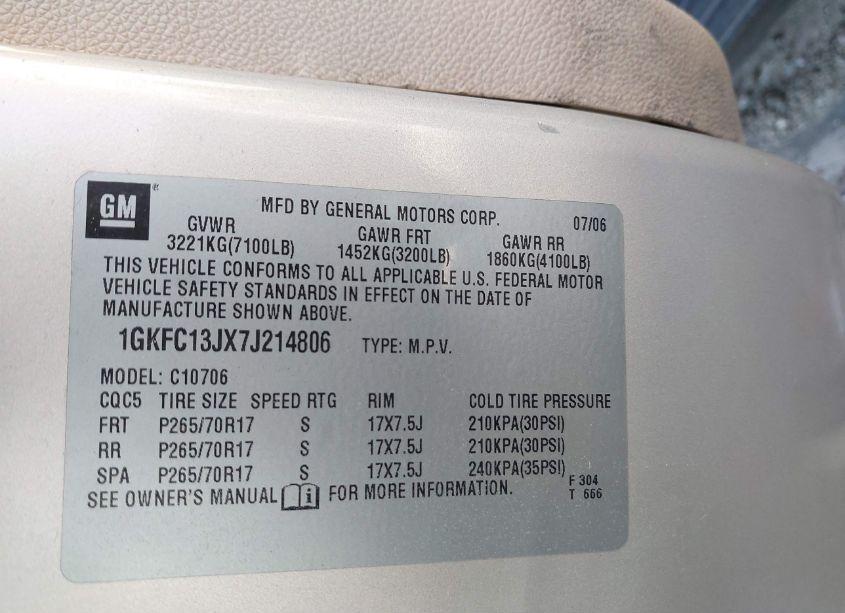 GM ®
MFD BY GENERAL MOTORS CORP. 07/06
GVWR GAWR FRT GAWR RR
3221KG(7100LB) 1452KG(3200LB) 1860KG(4100LB)
THIS VEHICLE CONFORMS TO ALL APPLICABLE U.S. FEDERAL MOTOR
VEHICLE SAFETY STANDARDS IN EFFECT ON THE DATE OF
MANUFACTURE SHOWN ABOVE.
1GKFC13JX7J214806 TYPE: M.P.V.
MODEL: C10706
CQC5 TIRE SIZE SPEED RTG RIM COLD TIRE PRESSURE
FRT P265/70R17 S 17X7.5J 210KPA(30PSI)
RR P265/70R17 S 17X7.5J 210KPA(30PSI)
SPA P265/70R17 S 17X7.5J 240KPA(35PSI)
SEE OWNER'S MANUAL i FOR MORE INFORMATION.
F 304
T 666